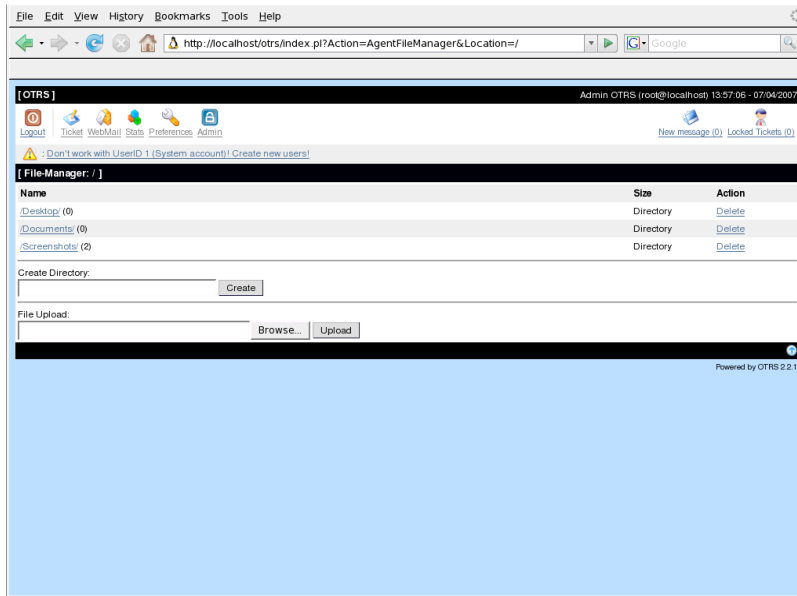 File Edit View History Bookmarks Tools Help
http://localhost/otrs/index.pl?Action=AgentFileManager&Location=/
G Google
[ OTRS ] Admin OTRS (root@localhost) 13:57:06 - 07/04/2007
Logout Ticket WebMail Stats Preferences Admin New message (0) Locked Tickets (0)
: Don't work with UserID 1 (System account)! Create new users!
[ File-Manager: / ]
Name Size Action
/Desktop/ (0) Directory Delete
/Documents/ (0) Directory Delete
/Screenshots/ (2) Directory Delete
Create Directory:
Create
File Upload:
Browse... Upload
Powered by OTRS 2.2.1